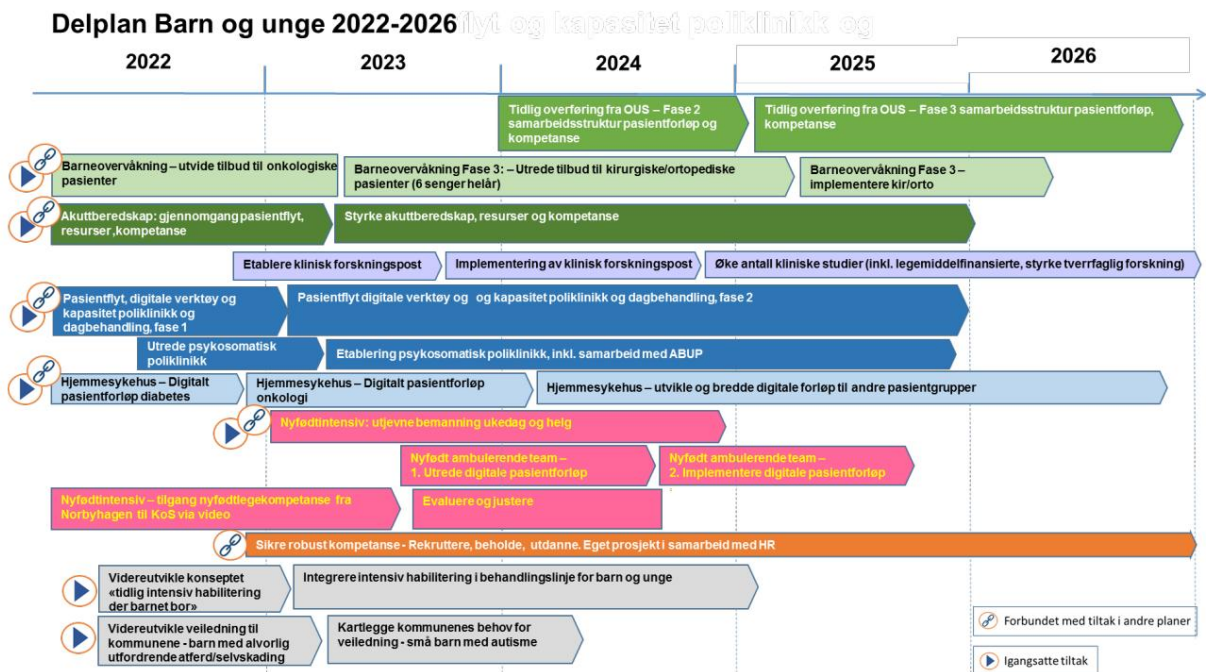 Delplan Barn og unge 2022-2026
flyt og kapasitet poliklinikk og
2022
2023
2024
2025
2026
Tidlig overføring fra OUS – Fase 2
samarbeidsstruktur pasientforløp og
kompetanse
Tidlig overføring fra OUS – Fase 3 samarbeidsstruktur pasientforløp,
kompetanse
Barneovervåkning – utvide tilbud til onkologiske
pasienter
Barneovervåkning Fase 3: – Utrede tilbud til kirurgiske/ortopediske
pasienter (6 senger helår)
Barneovervåkning Fase 3 –
implementere kir/orto
Akuttberedskap: gjennomgang pasientflyt,
resurser ,kompetanse
Styrke akuttberedskap, resurser og kompetanse
Etablere klinisk forskningspost
Implementering av klinisk forskningspost
Øke antall kliniske studier (inkl. legemiddelfinansierte, styrke tverrfaglig forskning)
Pasientflyt, digitale verktøy og
kapasitet poliklinikk og
dagbehandling, fase 1
Pasientflyt digitale verktøy og og kapasitet poliklinikk og dagbehandling, fase 2
Utrede psykosomatisk
poliklinikk
Etablering psykosomatisk poliklinikk, inkl. samarbeid med ABUP
Hjemmesykehus – Digitalt
pasientforløp diabetes
Hjemmesykehus – Digitalt pasientforløp
onkologi
Hjemmesykehus – utvikle og bredde digitale forløp til andre pasientgrupper
Nyfødtintensiv: utjevne bemanning ukedag og helg
Nyfødt ambulerende team –
1. Utrede digitale pasientforløp
Nyfødt ambulerende team –
2. Implementere digitale pasientforløp
Nyfødtintensiv – tilgang nyfødtlegekompetanse fra
Norbyhagen til KoS via video
Evaluere og justere
Sikre robust kompetanse - Rekruttere, beholde, utdanne. Eget prosjekt i samarbeid med HR
Videreutvikle konseptet
«tidlig intensiv habilitering
der barnet bor»
Integrere intensiv habilitering i behandlingslinje for barn og unge
Videreutvikle veiledning til
kommunene - barn med alvorlig
utfordrende atferd/selvskading
Kartlegge kommunenes behov for
veiledning - små barn med autisme
Forbundet med tiltak i andre planer
Igangsatte tiltak